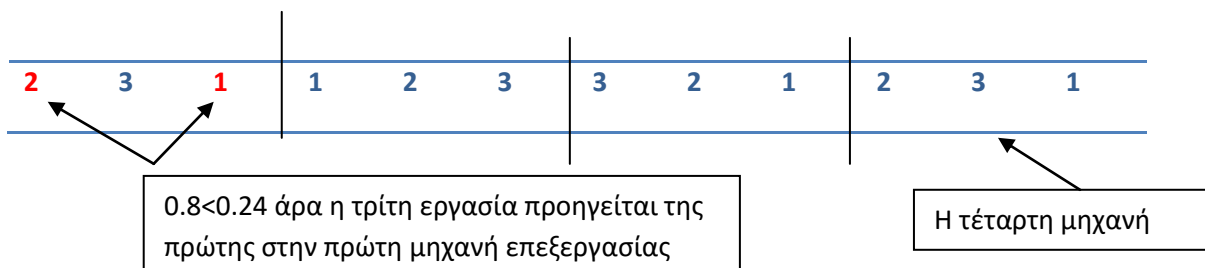 2 3 1 1 2 3 3 2 1 2 3 1
0.8<0.24 άρα η τρίτη εργασία προηγείται της
πρώτης στην πρώτη μηχανή επεξεργασίας
Η τέταρτη μηχανή